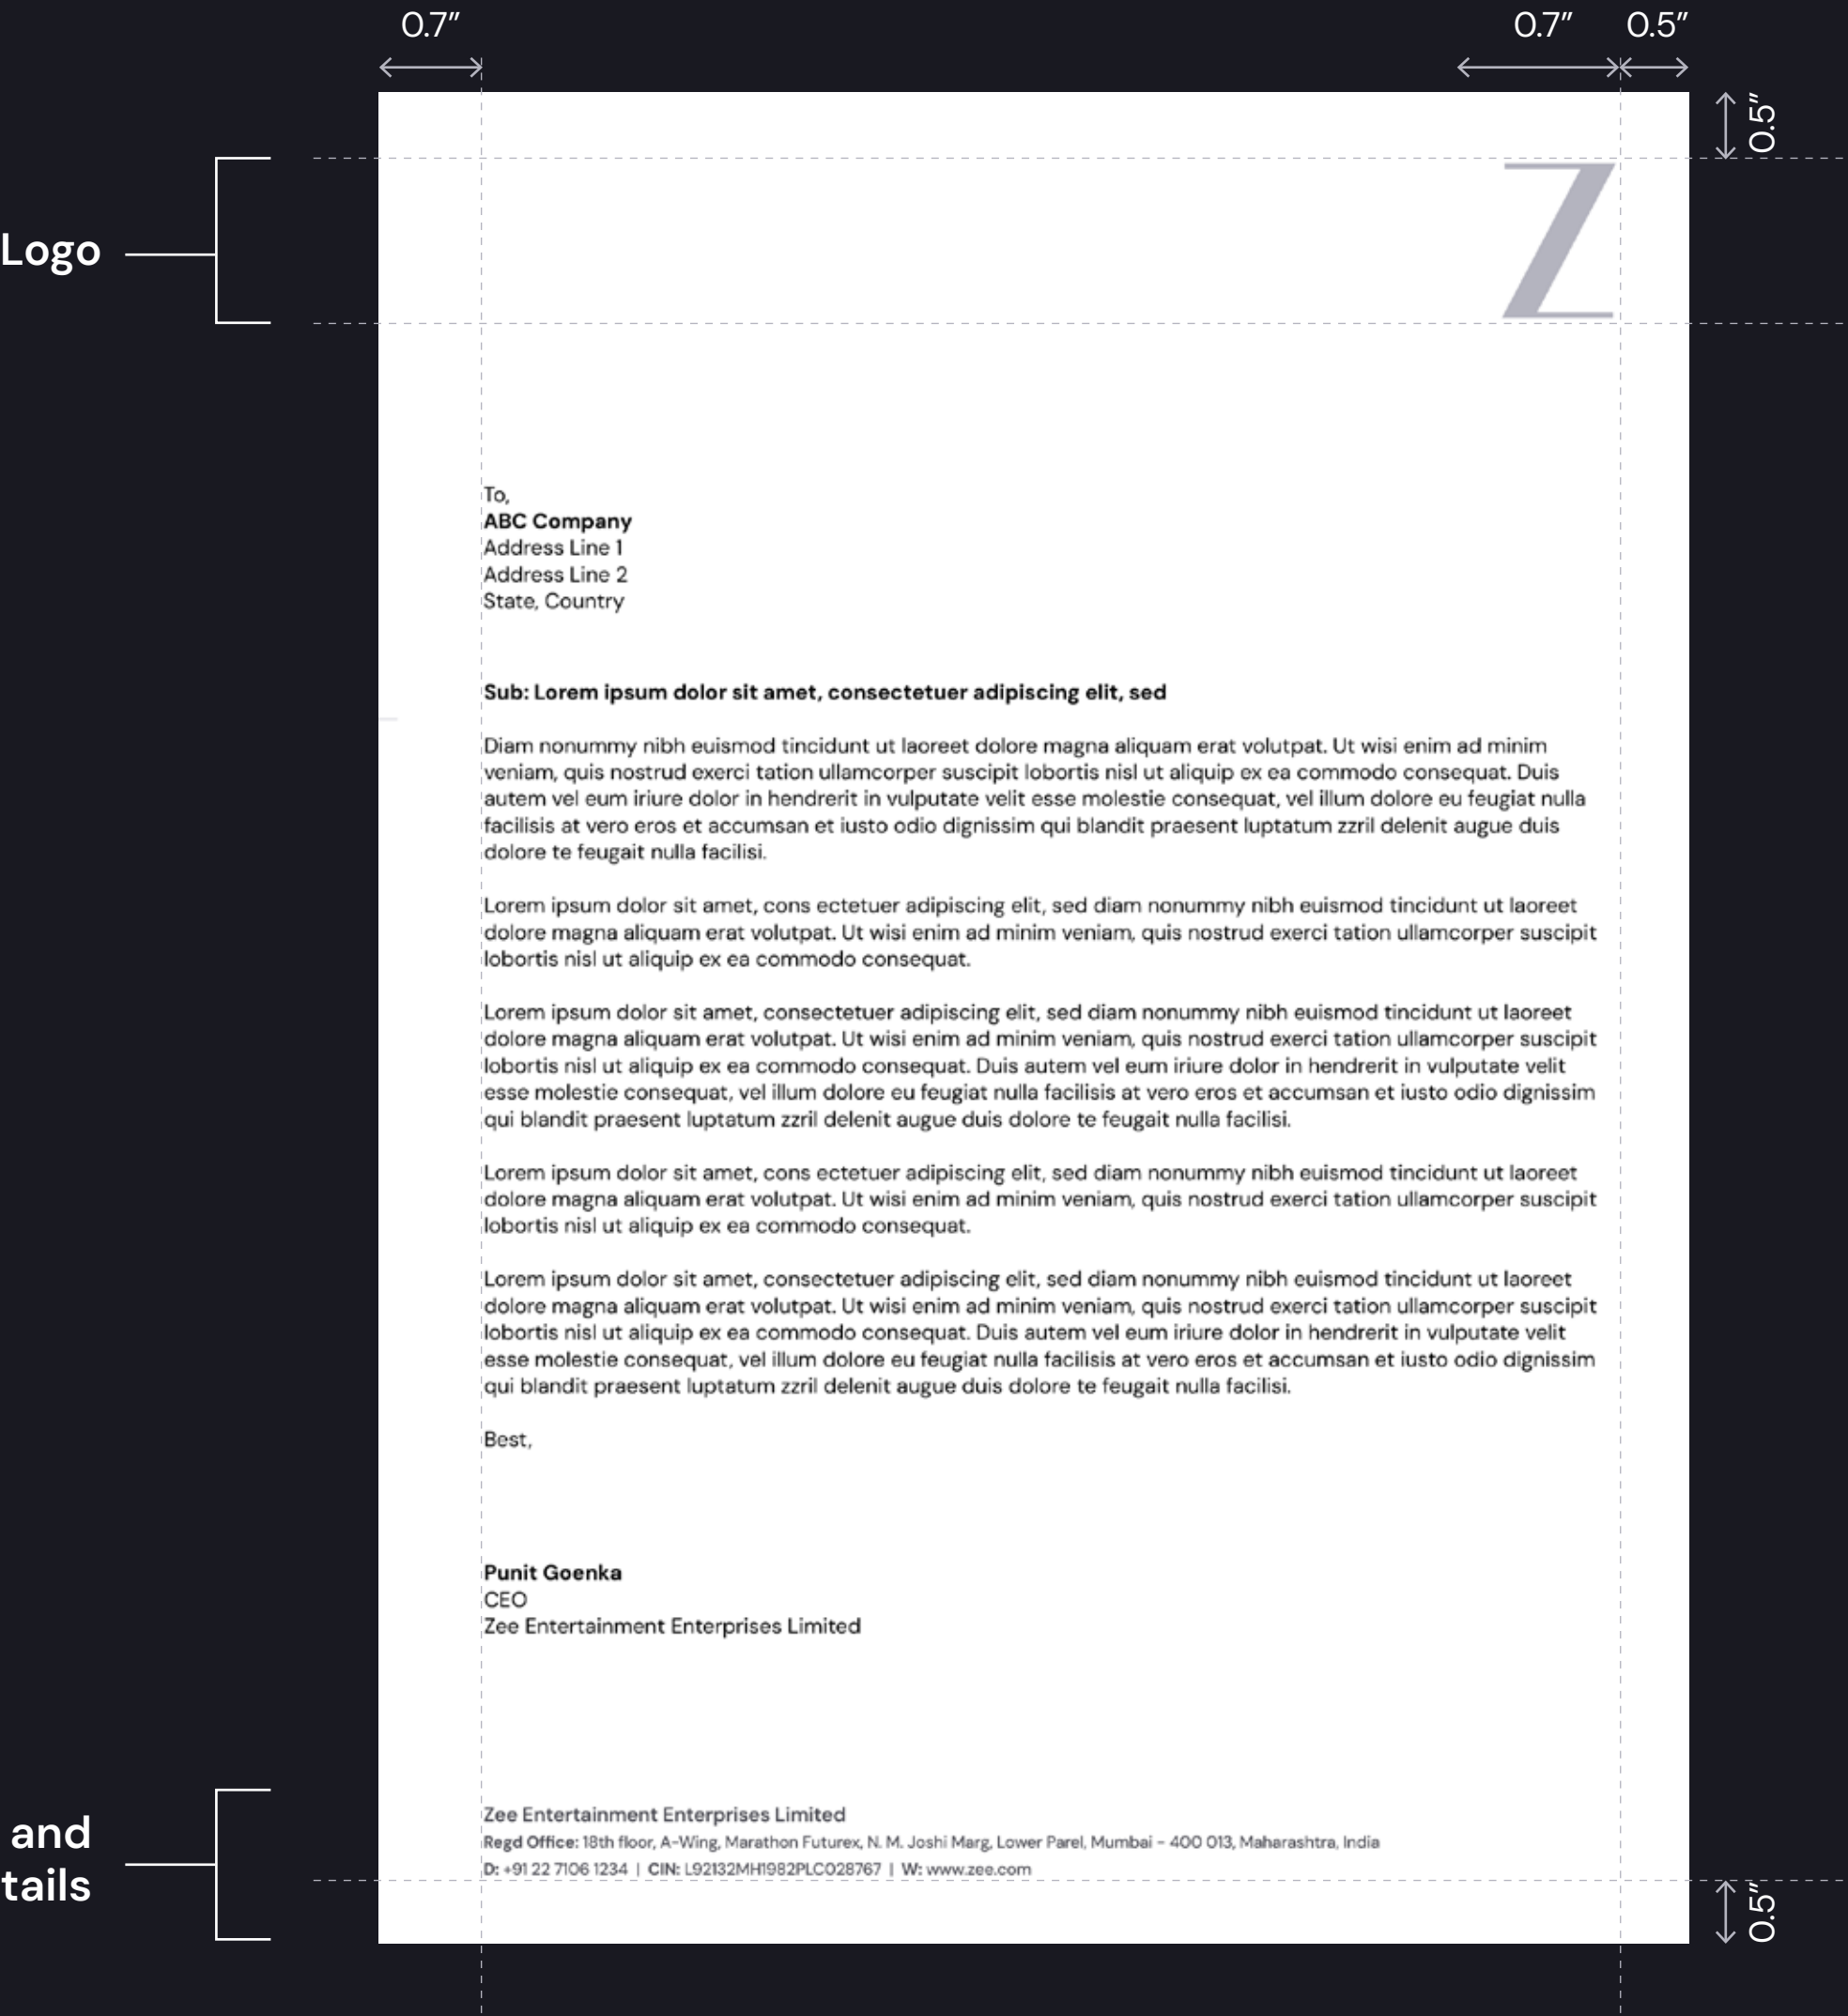 0.7”
0.7”
0.5”
0.5”
Logo
Z
To,
ABC Company
Address Line 1
Address Line 2
State, Country
Sub: Lorem ipsum dolor sit amet, consectetuer adipiscing elit, sed
Diam nonummy nibh euismod tincidunt ut laoreet dolore magna aliquam erat volutpat. Ut wisi enim ad minim
veniam, quis nostrud exerci tation ullamcorper suscipit lobortis nisl ut aliquip ex ea commodo consequat. Duis
autem vel eum iriure dolor in hendrerit in vulputate velit esse molestie consequat, vel illum dolore eu feugiat nulla
facilisis at vero eros et accumsan et iusto odio dignissim qui blandit praesent luptatum zzril delenit augue duis
dolore te feugait nulla facilisi.
Lorem ipsum dolor sit amet, cons ectetuer adipiscing elit, sed diam nonummy nibh euismod tincidunt ut laoreet
dolore magna aliquam erat volutpat. Ut wisi enim ad minim veniam, quis nostrud exerci tation ullamcorper suscipit
lobortis nisl ut aliquip ex ea commodo consequat.
Lorem ipsum dolor sit amet, consectetuer adipiscing elit, sed diam nonummy nibh euismod tincidunt ut laoreet
dolore magna aliquam erat volutpat. Ut wisi enim ad minim veniam, quis nostrud exerci tation ullamcorper suscipit
lobortis nisl ut aliquip ex ea commodo consequat. Duis autem vel eum iriure dolor in hendrerit in vulputate velit
esse molestie consequat, vel illum dolore eu feugiat nulla facilisis at vero eros et accumsan et iusto odio dignissim
qui blandit praesent luptatum zzril delenit augue duis dolore te feugait nulla facilisi.
Lorem ipsum dolor sit amet, cons ectetuer adipiscing elit, sed diam nonummy nibh euismod tincidunt ut laoreet
dolore magna aliquam erat volutpat. Ut wisi enim ad minim veniam, quis nostrud exerci tation ullamcorper suscipit
lobortis nisl ut aliquip ex ea commodo consequat.
Lorem ipsum dolor sit amet, consectetuer adipiscing elit, sed diam nonummy nibh euismod tincidunt ut laoreet
dolore magna aliquam erat volutpat. Ut wisi enim ad minim veniam, quis nostrud exerci tation ullamcorper suscipit
lobortis nisl ut aliquip ex ea commodo consequat. Duis autem vel eum iriure dolor in hendrerit in vulputate velit
esse molestie consequat, vel illum dolore eu feugiat nulla facilisis at vero eros et accumsan et iusto odio dignissim
qui blandit praesent luptatum zzril delenit augue duis dolore te feugait nulla facilisi.
Best,
Punit Goenka
CEO
Zee Entertainment Enterprises Limited
and
tails
Zee Entertainment Enterprises Limited
Regd Office: 18th floor, A-Wing, Marathon Futurex, N. M. Joshi Marg, Lower Parel, Mumbai - 400 013, Maharashtra, India
D: +91 22 7106 1234 | CIN: L92132MH1982PLC028767 | W: www.zee.com
0.5”